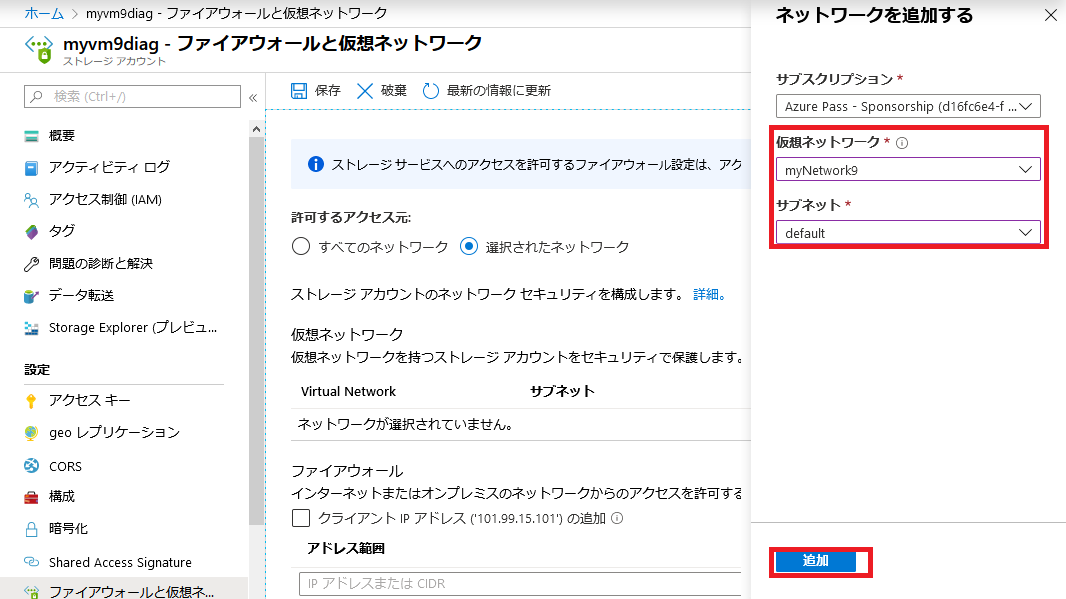 ホーム > myvm9diag - ファイアウォールと仮想ネットワーク
myvm9diag - ファイアウォールと仮想ネットワーク
ストレージ アカウント
検索 (Ctrl+/)
«
概要
アクティビティ ログ
アクセス制御 (IAM)
タグ
問題の診断と解決
データ転送
Storage Explorer (プレビュ...
設定
アクセス キー
geo レプリケーション
CORS
構成
暗号化
Shared Access Signature
ファイアウォールと仮想ネ...
保存 破棄 最新の情報に更新
ストレージ サービスへのアクセスを許可するファイアウォール設定は、アク
許可するアクセス元:
すべてのネットワーク 選択されたネットワーク
ストレージ アカウントのネットワーク セキュリティを構成します。 詳細。
仮想ネットワーク
仮想ネットワークを持つストレージ アカウントをセキュリティで保護します。
Virtual Network サブネット
ネットワークが選択されていません。
ファイアウォール
インターネットまたはオンプレミスのネットワークからのアクセスを許可する
クライアント IP アドレス ('101.99.15.101') の追加
アドレス範囲
IP アドレスまたは CIDR
ネットワークを追加する
サブスクリプション *
Azure Pass - Sponsorship (d16fc6e4-f ...
仮想ネットワーク *
myNetwork9
サブネット *
default
追加